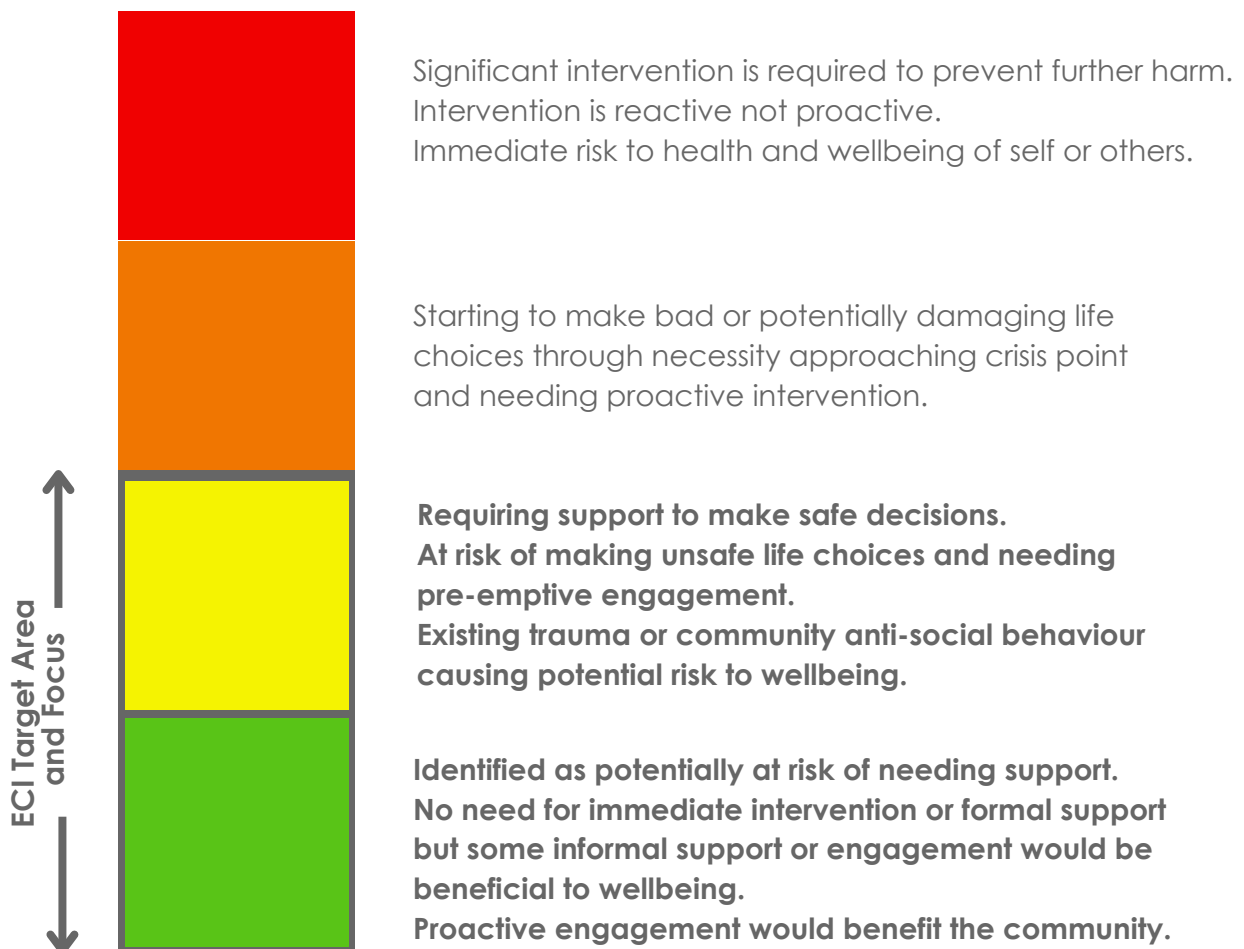 Significant intervention is required to prevent further harm.
Intervention is reactive not proactive.
Immediate risk to health and wellbeing of self or others.
Starting to make bad or potentially damaging life
choices through necessity approaching crisis point
and needing proactive intervention.
ECI Target Area
and Focus
Requiring support to make safe decisions.
At risk of making unsafe life choices and needing
pre-emptive engagement.
Existing trauma or community anti-social behaviour
causing potential risk to wellbeing.
Identified as potentially at risk of needing support.
No need for immediate intervention or formal support
but some informal support or engagement would be
beneficial to wellbeing.
Proactive engagement would benefit the community.